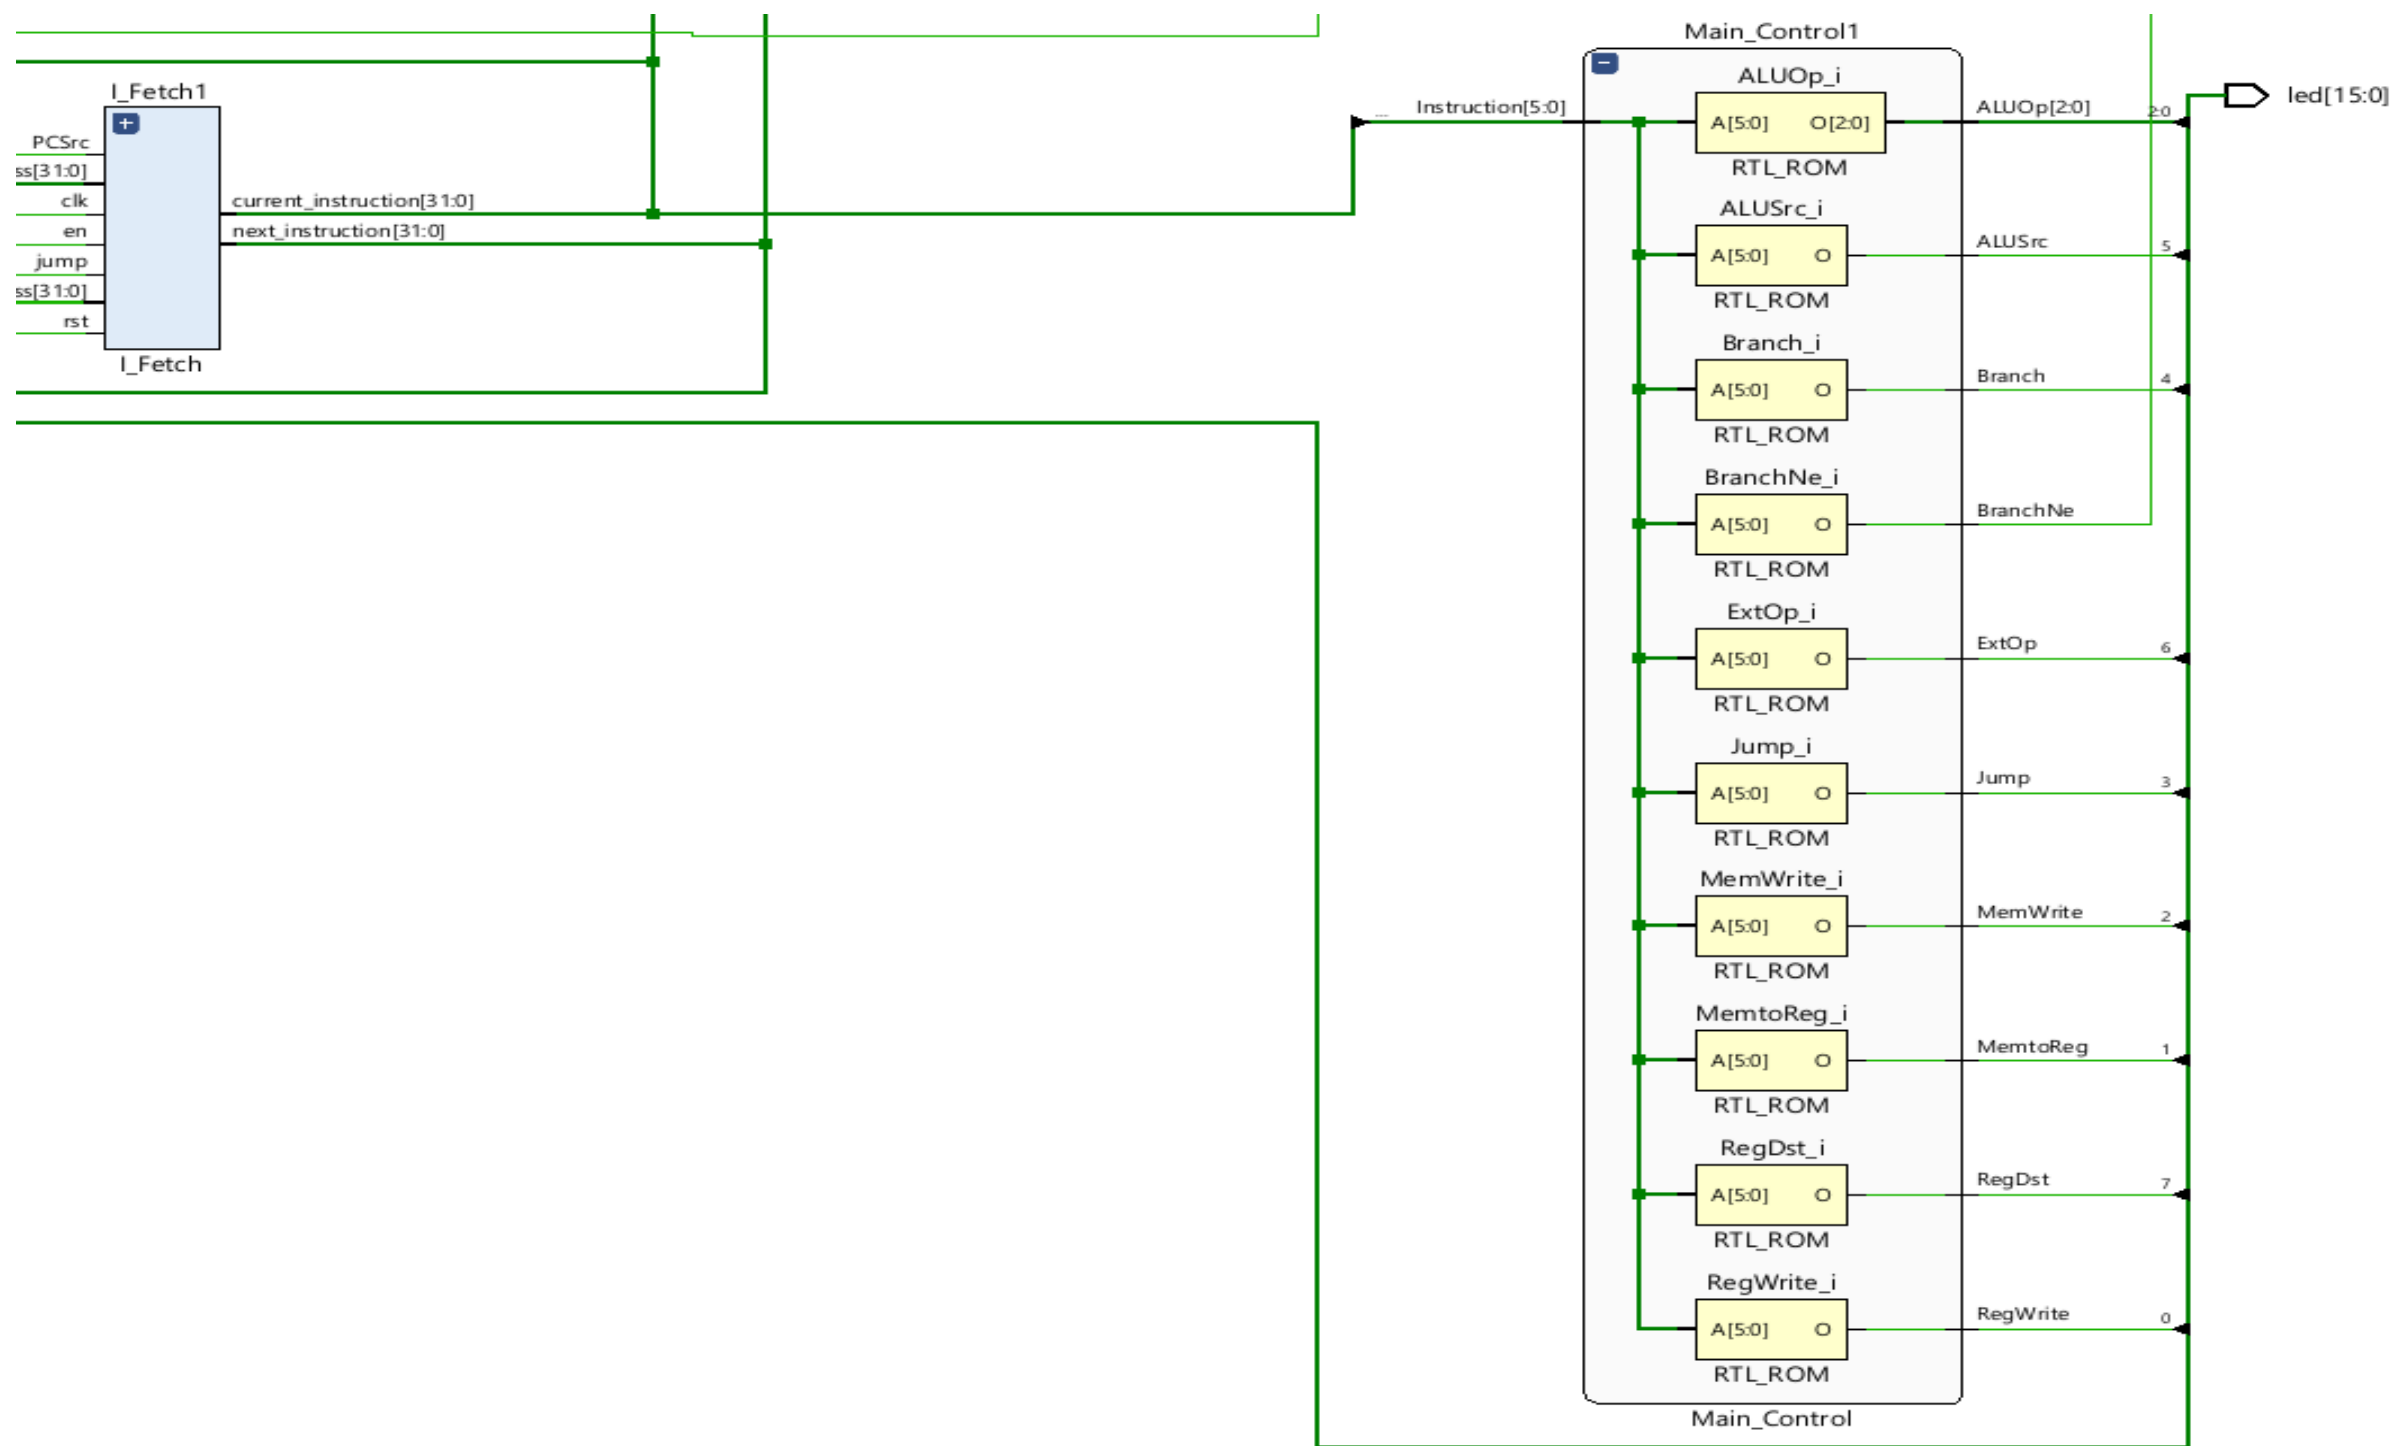 I_Fetch1
+
PCSrc
ss[31:0]
clk
en
jump
ss[31:0]
rst
current_instruction[31:0]
next_instruction[31:0]
I_Fetch
Main_Control1
−
Instruction[5:0]
ALUOp_i
A[5:0] O[2:0]
RTL_ROM
ALUOp[2:0] 2:0
led[15:0]
ALUSrc_i
A[5:0] O
RTL_ROM
ALUSrc 5
Branch_i
A[5:0] O
RTL_ROM
Branch 4
BranchNe_i
A[5:0] O
RTL_ROM
BranchNe
ExtOp_i
A[5:0] O
RTL_ROM
ExtOp 6
Jump_i
A[5:0] O
RTL_ROM
Jump 3
MemWrite_i
A[5:0] O
RTL_ROM
MemWrite 2
MemtoReg_i
A[5:0] O
RTL_ROM
MemtoReg 1
RegDst_i
A[5:0] O
RTL_ROM
RegDst 7
RegWrite_i
A[5:0] O
RTL_ROM
RegWrite 0
Main_Control